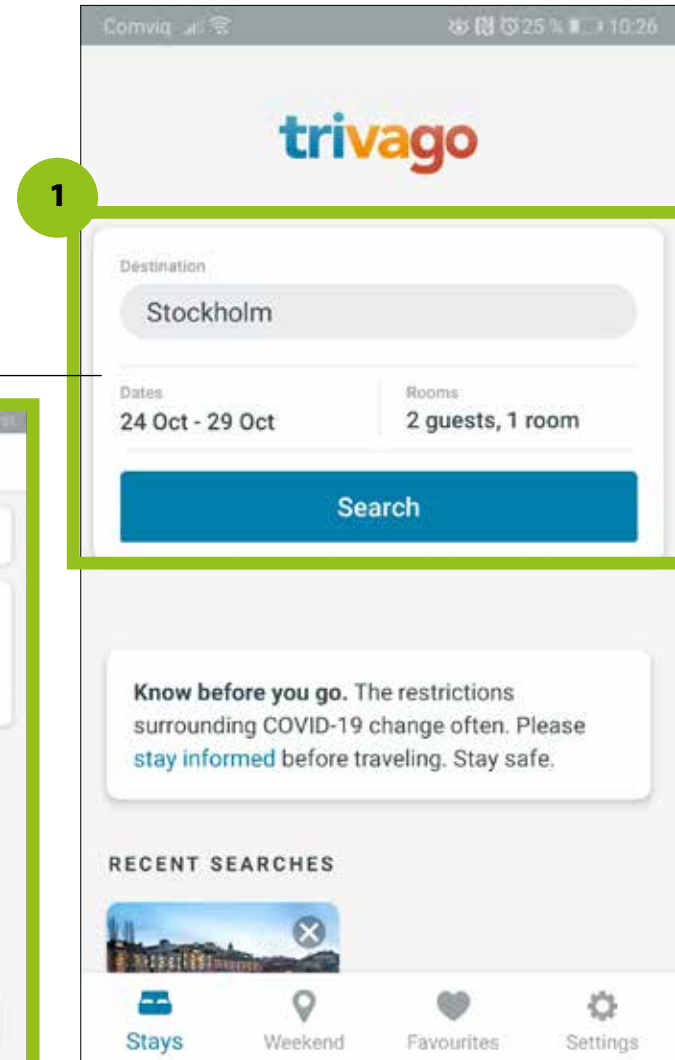 Comviq 25 % 10:26
trivago
1
Destination
Stockholm
Dates Rooms
24 Oct - 29 Oct 2 guests, 1 room
Search
Know before you go. The restrictions
surrounding COVID-19 change often. Please
stay informed before traveling. Stay safe.
RECENT SEARCHES
Stays Weekend Favourites Settings